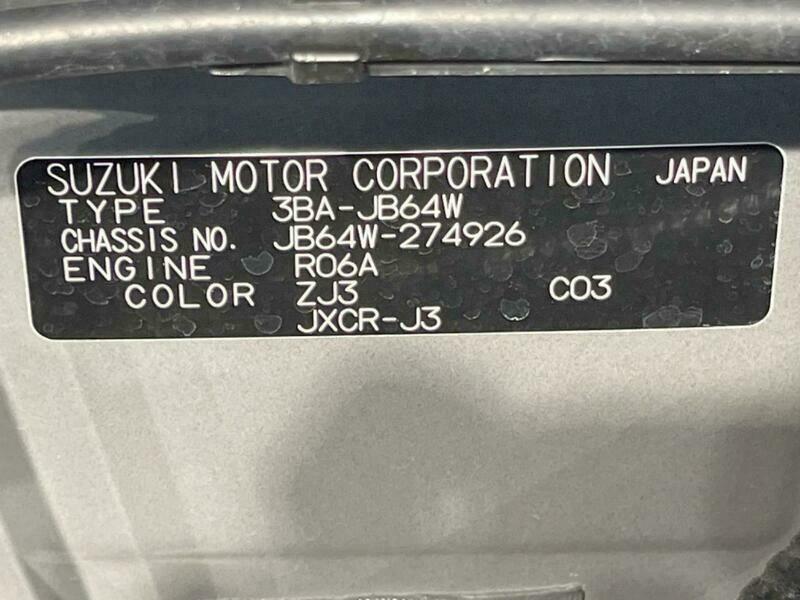 SUZUKI MOTOR CORPORATION JAPAN
TYPE 3BA-JB64W
CHASSIS NO. JB64W-274926
ENGINE R06A
COLOR ZJ3 C03
JXCR-J3